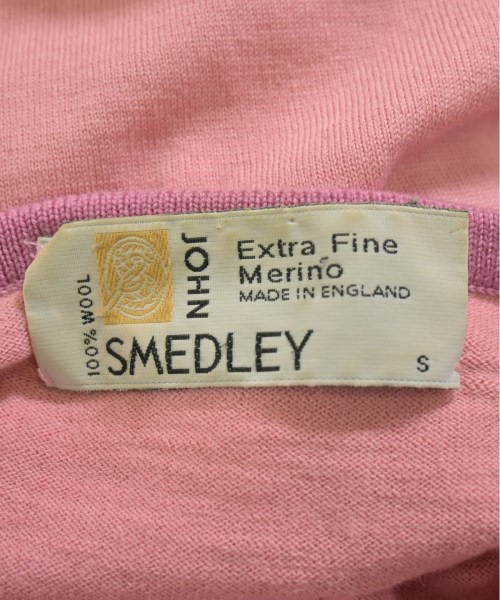 100% WOOL
JOHN
SMEDLEY
Extra Fine
Merino
MADE IN ENGLAND
S